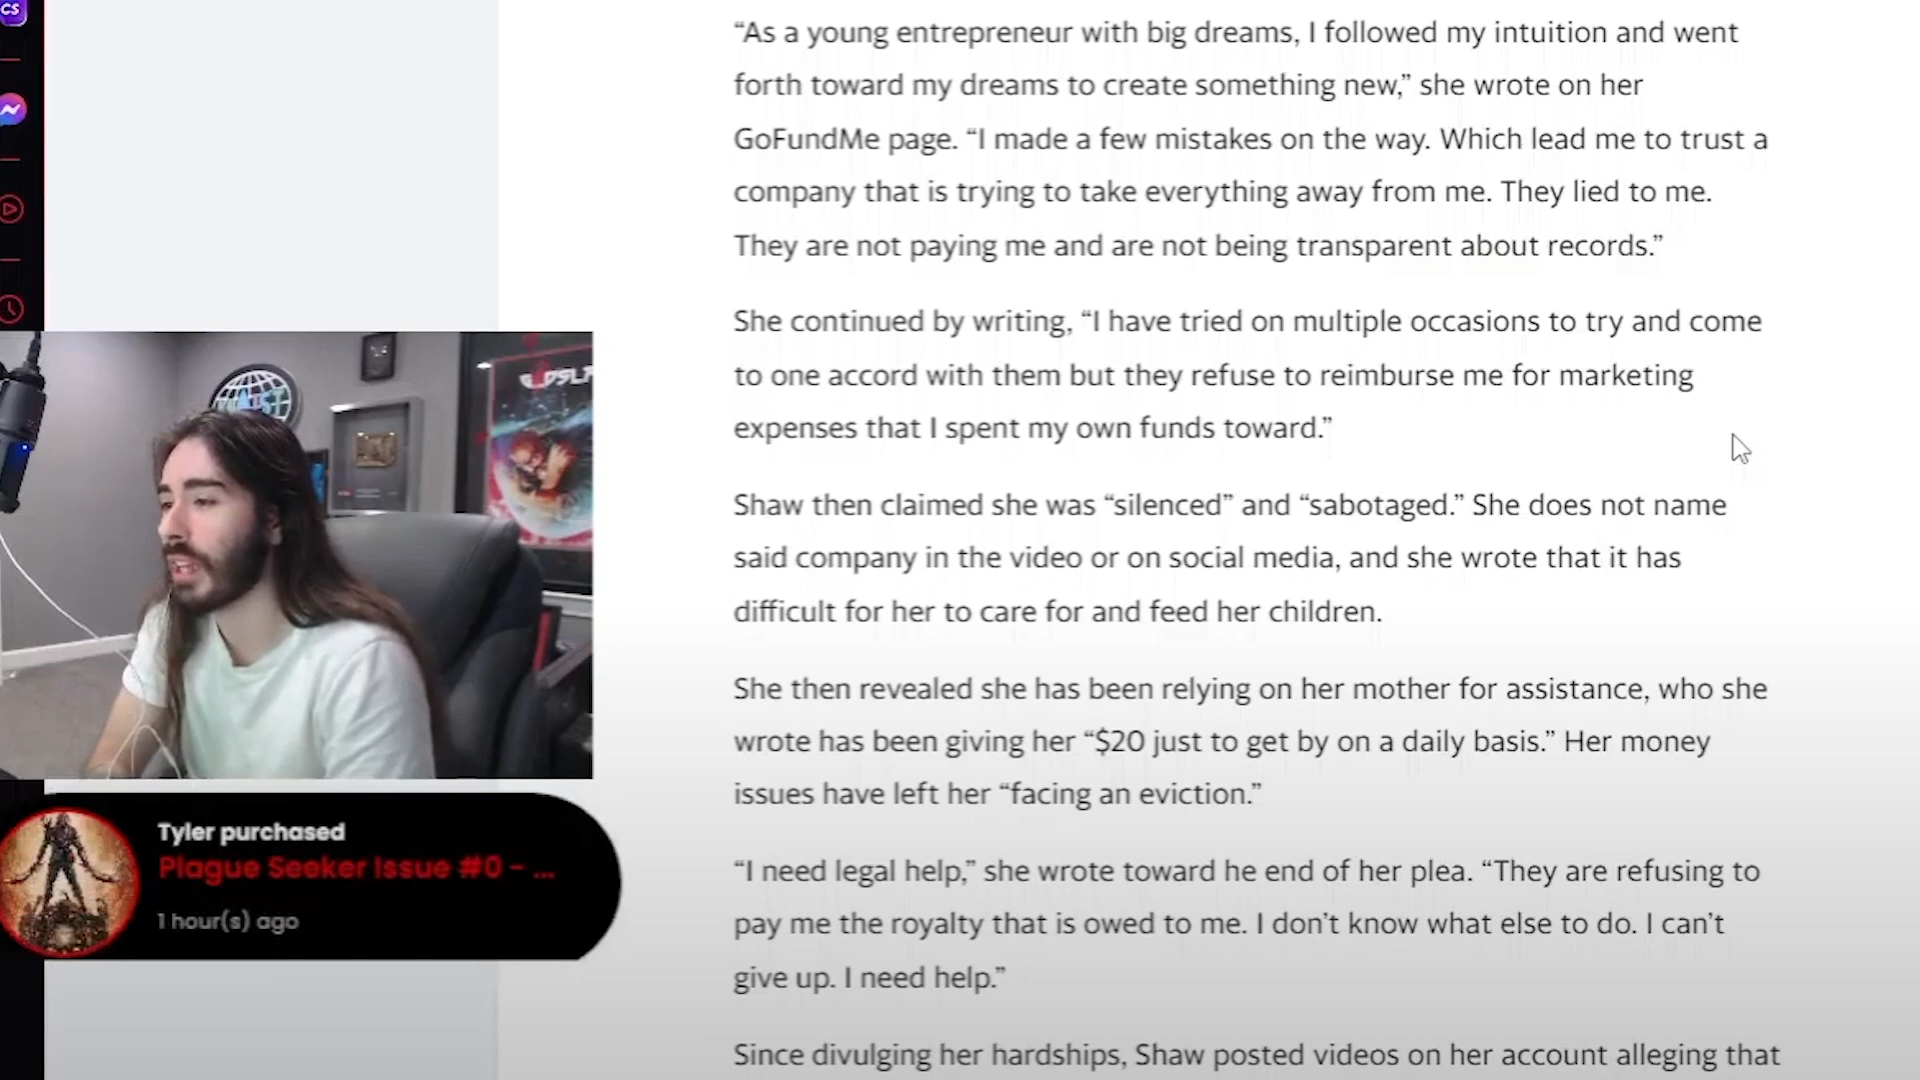 CS
“As a young entrepreneur with big dreams, I followed my intuition and went
forth toward my dreams to create something new,” she wrote on her
GoFundMe page. “I made a few mistakes on the way. Which lead me to trust a
company that is trying to take everything away from me. They lied to me.
They are not paying me and are not being transparent about records.”
She continued by writing, “I have tried on multiple occasions to try and come
to one accord with them but they refuse to reimburse me for marketing
expenses that I spent my own funds toward.”
Shaw then claimed she was “silenced” and “sabotaged.” She does not name
said company in the video or on social media, and she wrote that it has
difficult for her to care for and feed her children.
She then revealed she has been relying on her mother for assistance, who she
wrote has been giving her “$20 just to get by on a daily basis.” Her money
issues have left her “facing an eviction.”
“I need legal help,” she wrote toward he end of her plea. “They are refusing to
pay me the royalty that is owed to me. I don’t know what else to do. I can’t
give up. I need help.”
Since divulging her hardships, Shaw posted videos on her account alleging that
Tyler purchased
Plague Seeker Issue #0 - ...
1 hour(s) ago